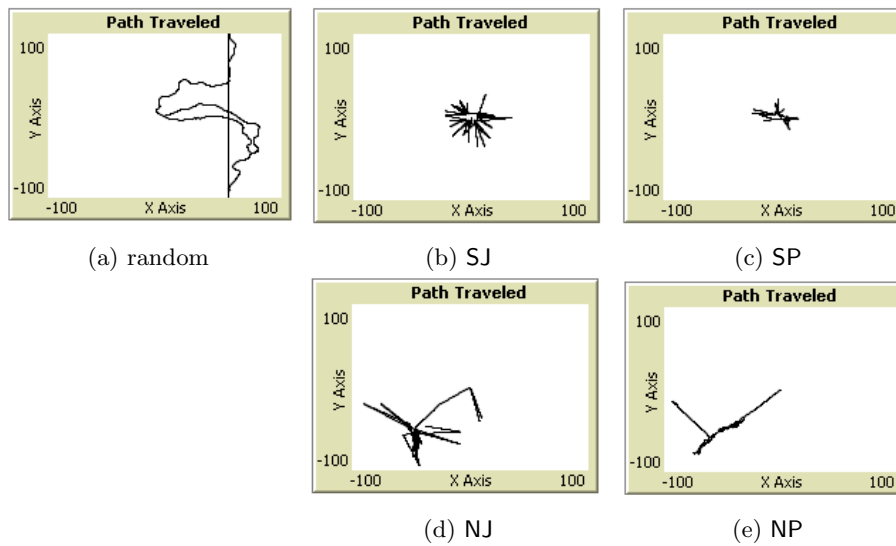 Path Traveled
100
Y Axis
-100
-100 X Axis 100
(a) random
Path Traveled
100
Y Axis
-100
-100 X Axis 100
(b) SJ
Path Traveled
100
Y Axis
-100
-100 X Axis 100
(c) SP
Path Traveled
100
Y Axis
-100
-100 X Axis 100
(d) NJ
Path Traveled
100
Y Axis
-100
-100 X Axis 100
(e) NP